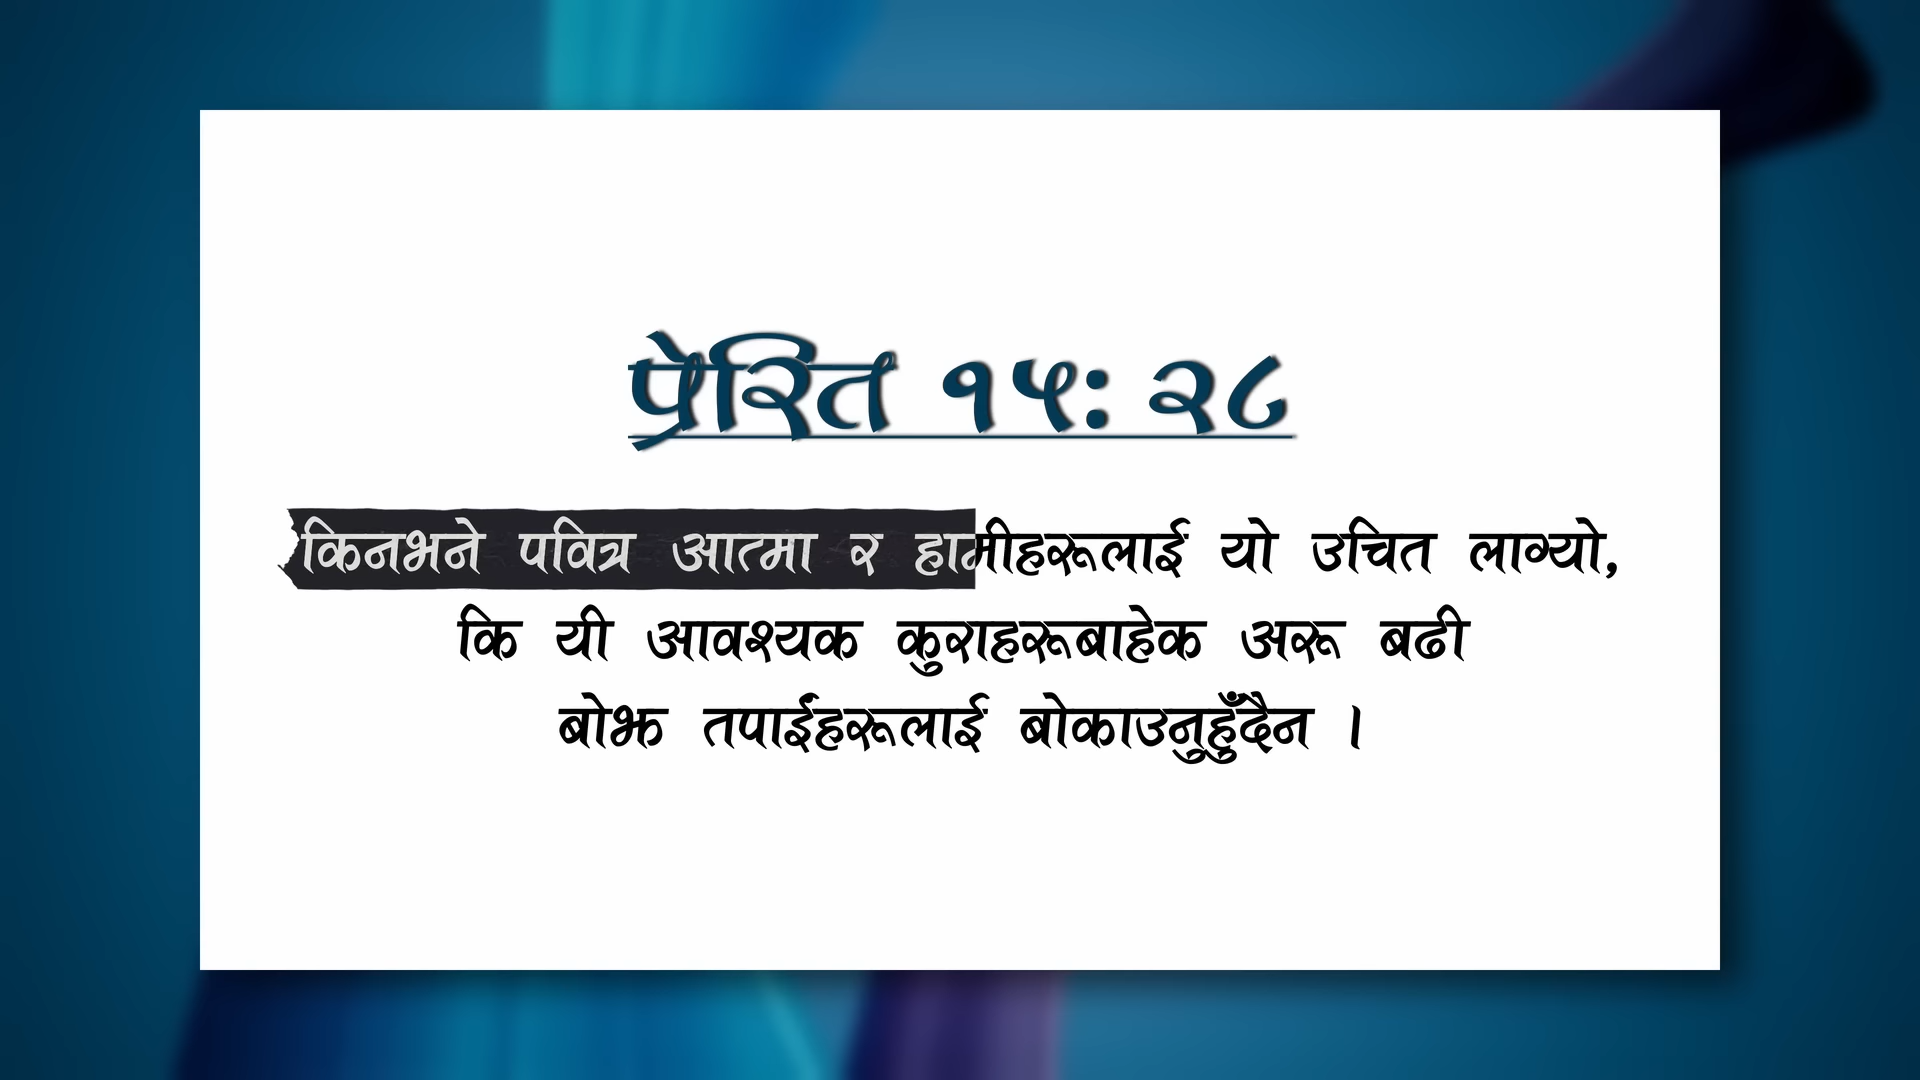 प्रेरित १५: २८
किनभने पवित्र आत्मा र हामीहरूलाई यो उचित लाग्यो,
कि यी आवश्यक कुराहरूबाहेक अरू बढी
बोझ तपाईंहरूलाई बोकाउनुहुँदैन ।